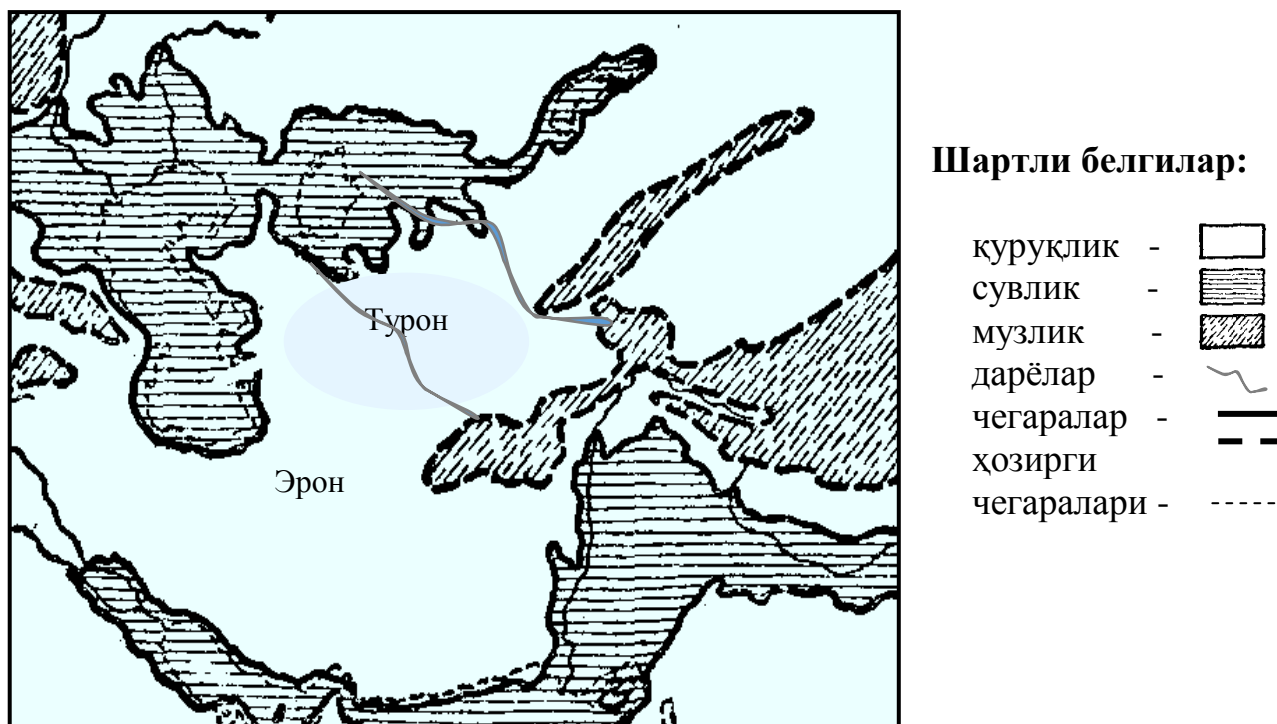 Турон
Эрон
Шартли белгилар:
қуруқлик -
сувлик -
музлик -
дарёлар -
чегаралар -
ҳозирги
чегаралари -